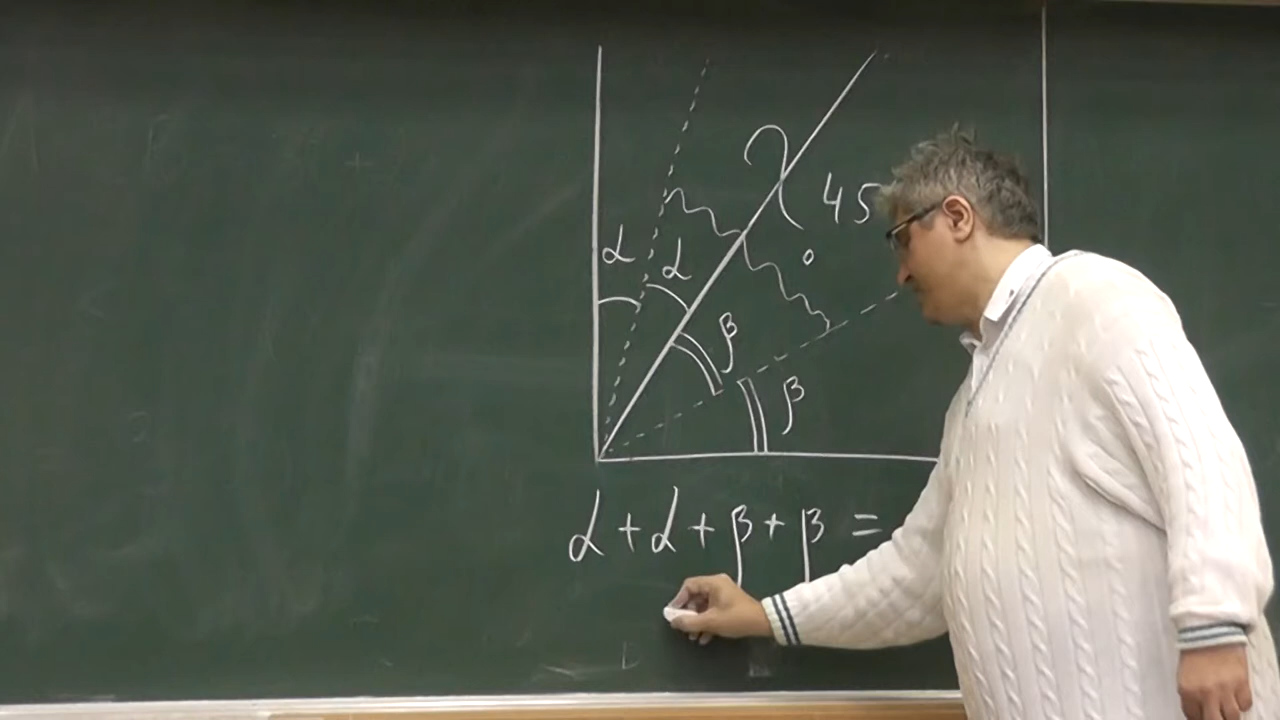 45
°
α α
β
β
α + α + β + β =